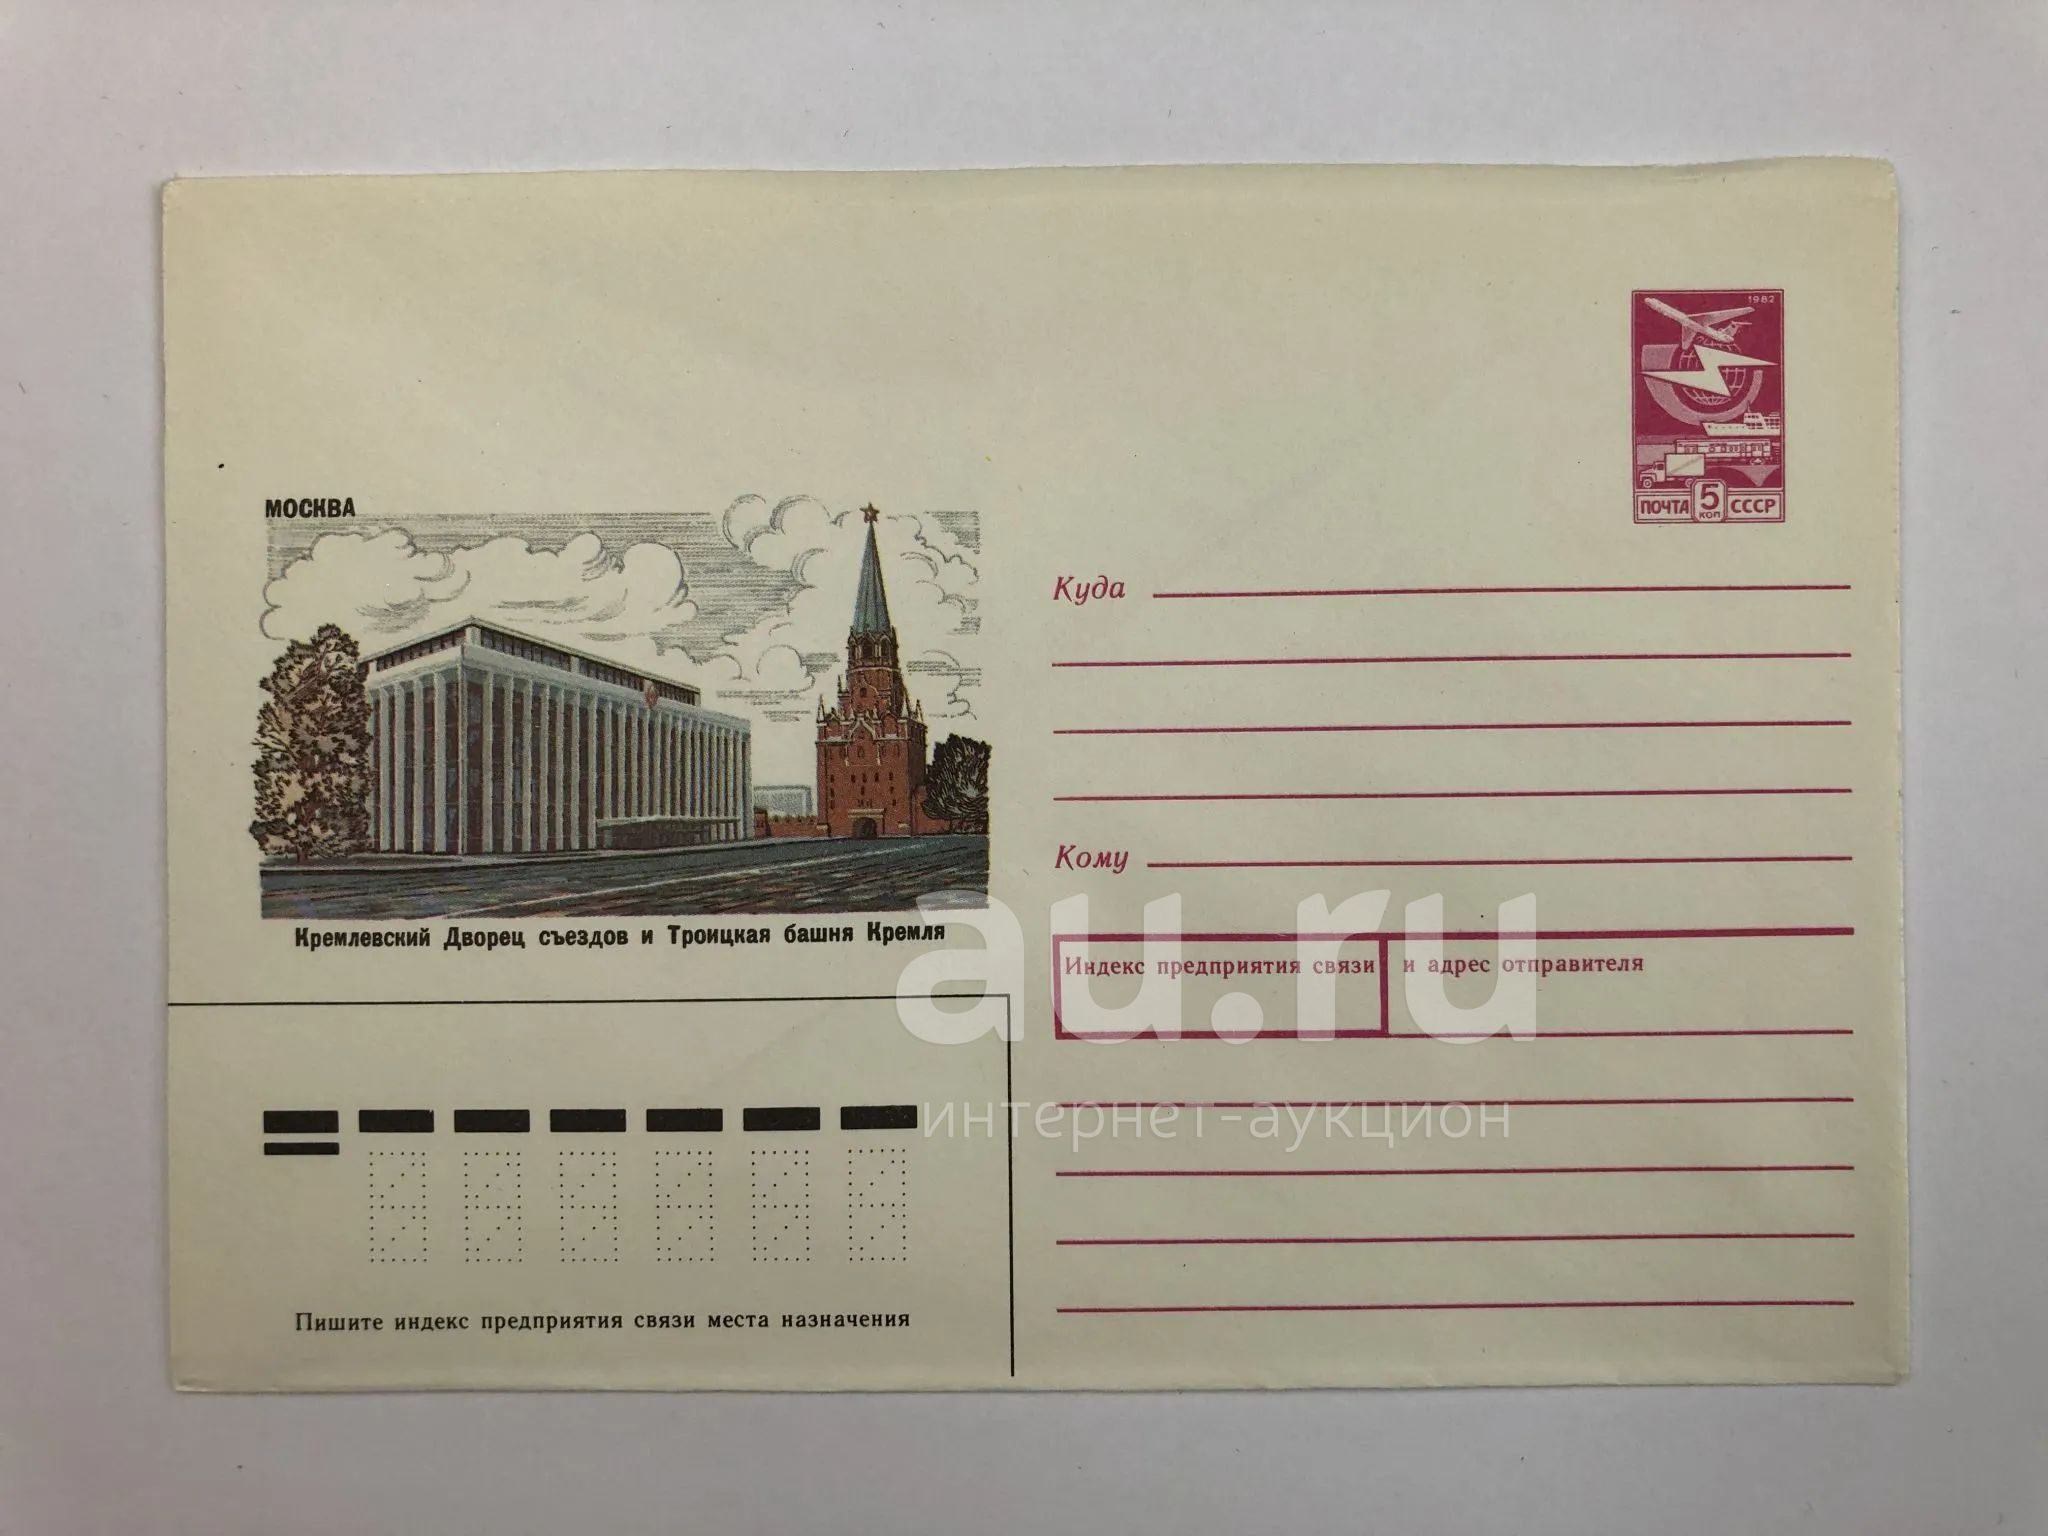 1982
ПОЧТА 5 КОП СССР
МОСКВА
Кремлевский Дворец съездов и Троицкая башня Кремля
Куда
Кому
Индекс предприятия связи и адрес отправителя
Пишите индекс предприятия связи места назначения
au.ru
интернет-аукцион